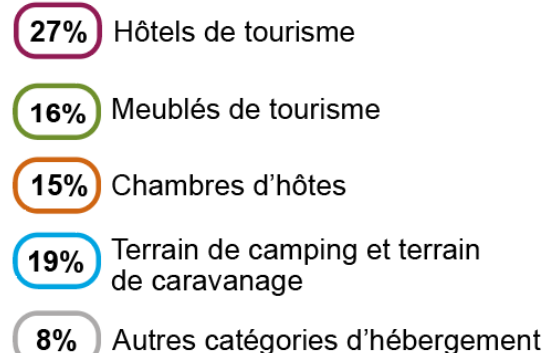 27% Hôtels de tourisme
16% Meublés de tourisme
15% Chambres d’hôtes
19% Terrain de camping et terrain
de caravanage
8% Autres catégories d’hébergement